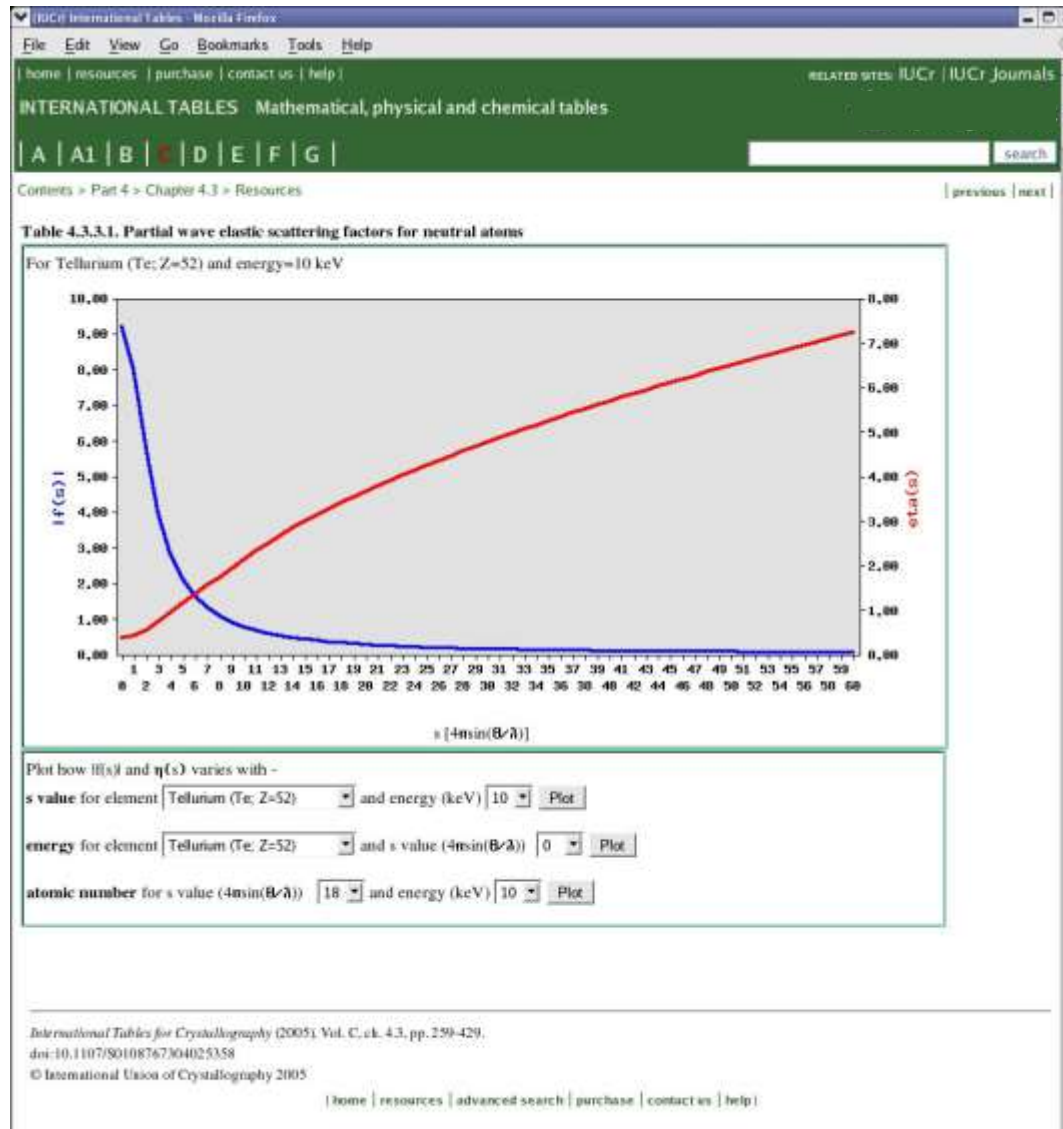 (IUCr) International Tables - Mozilla Firefox
File Edit View Go Bookmarks Tools Help
| home | resources | purchase | contact us | help |
RELATED SITES: IUCr | IUCr Journals
INTERNATIONAL TABLES Mathematical, physical and chemical tables
| A | A1 | B | C | D | E | F | G |
search
Contents > Part 4 > Chapter 4.3 > Resources
| previous | next |
Table 4.3.3.1. Partial wave elastic scattering factors for neutral atoms
For Tellurium (Te; Z=52) and energy=10 keV
10.00
9.00
8.00
7.00
6.00
5.00
4.00
3.00
2.00
1.00
0.00
|f(s)|
8.00
7.00
6.00
5.00
4.00
3.00
2.00
1.00
0.00
eta(s)
1 3 5 7 9 11 13 15 17 19 21 23 25 27 29 31 33 35 37 39 41 43 45 47 49 51 53 55 57 59
0 2 4 6 8 10 12 14 16 18 20 22 24 26 28 30 32 34 36 38 40 42 44 46 48 50 52 54 56 58 60
s [4πsin(θ/λ)]
Plot how |f(s)| and η(s) varies with -
s value for element Tellurium (Te; Z=52) and energy (keV) 10 Plot
energy for element Tellurium (Te; Z=52) and s value (4πsin(θ/λ)) 0 Plot
atomic number for s value (4πsin(θ/λ)) 18 and energy (keV) 10 Plot
International Tables for Crystallography (2005). Vol. C, ch. 4.3, pp. 259-429.
doi:10.1107/S0108767304025358
© International Union of Crystallography 2005
| home | resources | advanced search | purchase | contact us | help |